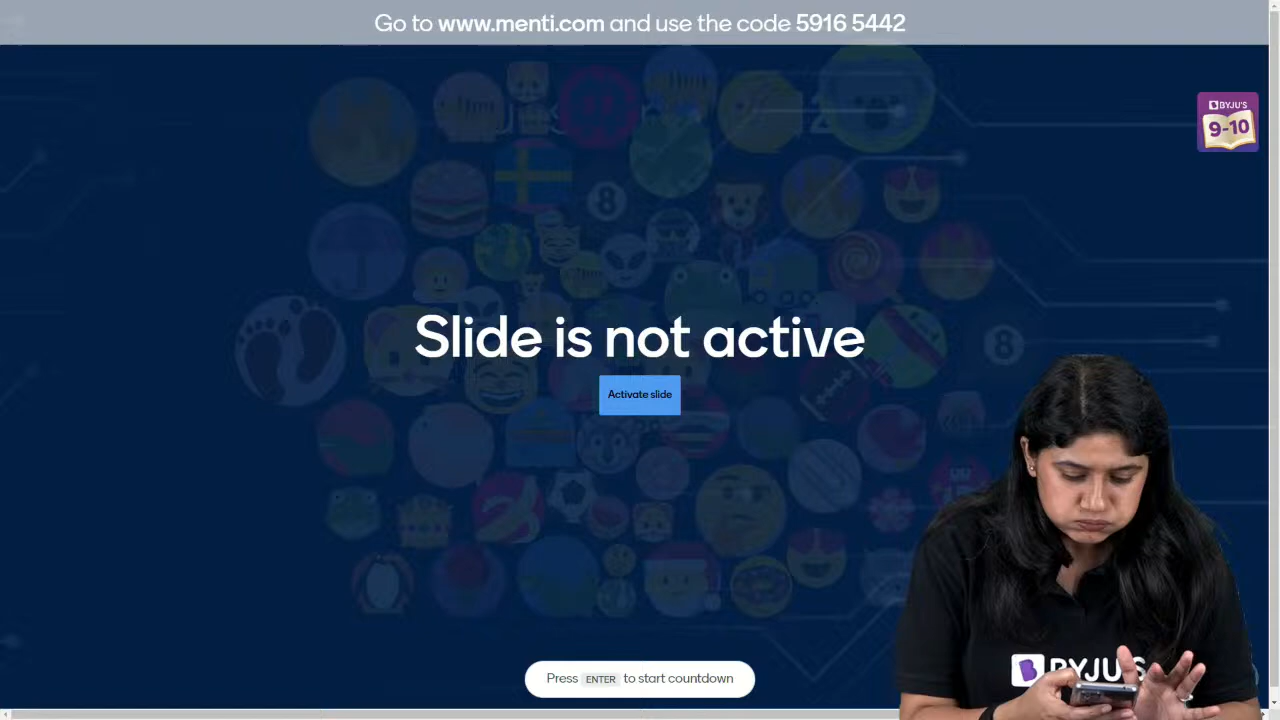 Go to www.menti.com and use the code 5916 5442
BYJU'S
9-10
Slide is not active
Activate slide
Press ENTER to start countdown
BYJU'S